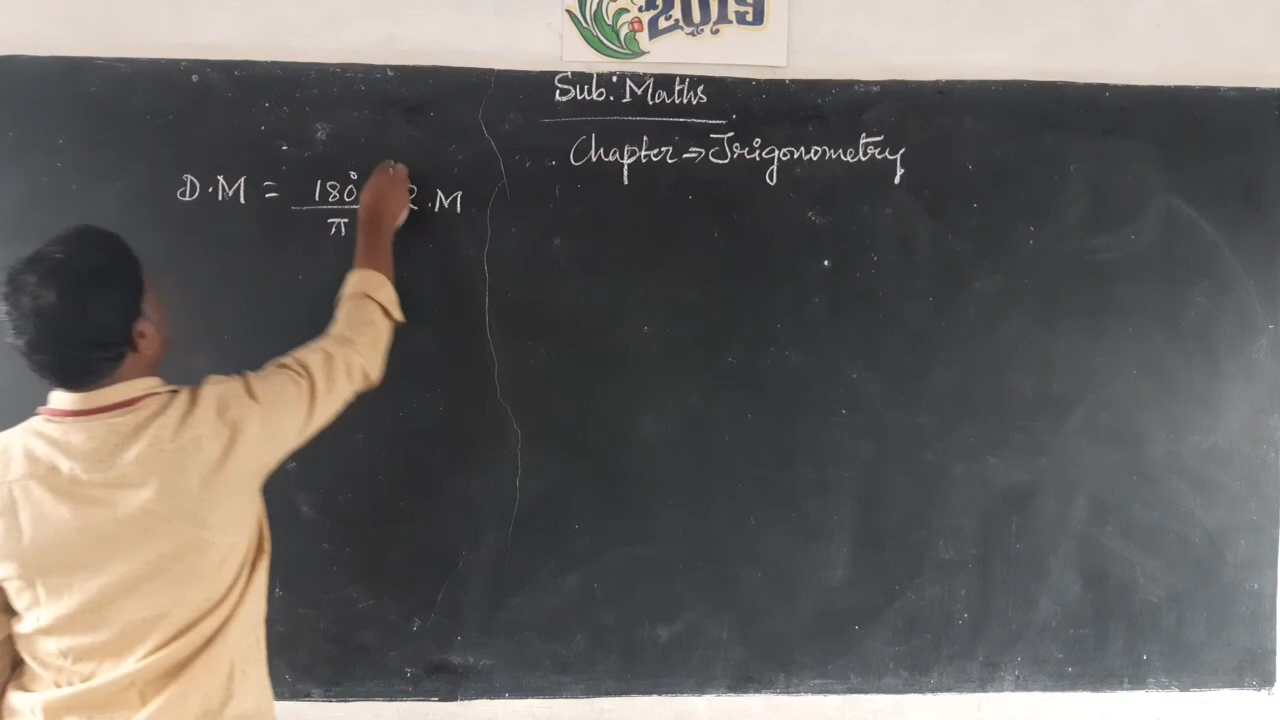 2019
Sub: Maths
Chapter ⇒ Trigonometry
D.M = 180° R.M
π